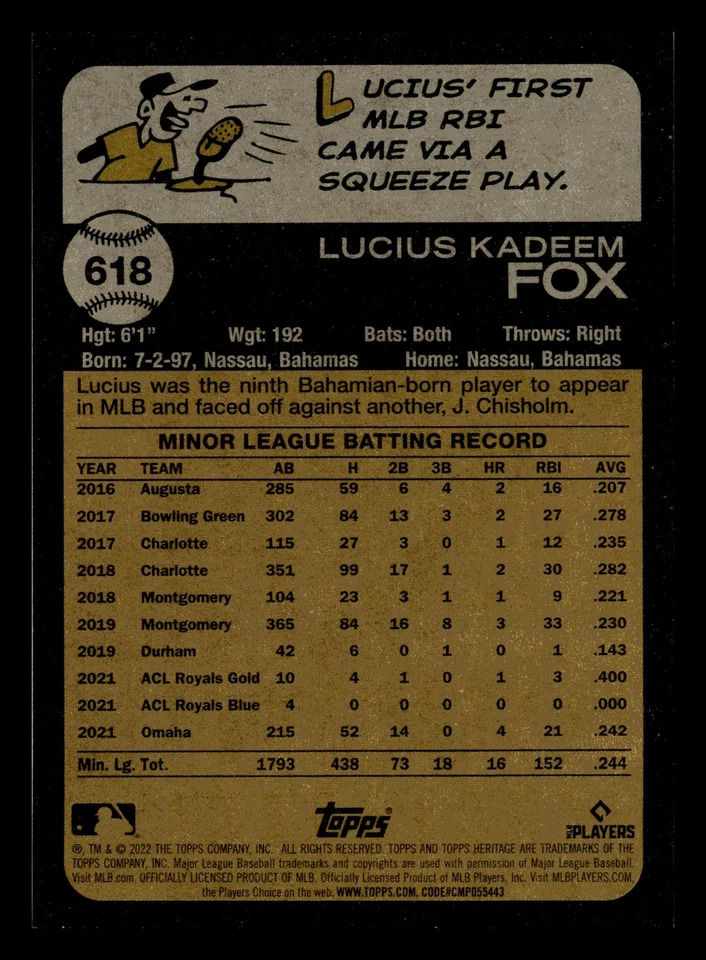 LUCIUS' FIRST
MLB RBI
CAME VIA A
SQUEEZE PLAY.
618
LUCIUS KADEEM
FOX
Hgt: 6'1" Wgt: 192 Bats: Both Throws: Right
Born: 7-2-97, Nassau, Bahamas Home: Nassau, Bahamas
Lucius was the ninth Bahamian-born player to appear
in MLB and faced off against another, J. Chisholm.
MINOR LEAGUE BATTING RECORD
YEAR TEAM AB H 2B 3B HR RBI AVG
2016 Augusta 285 59 6 4 2 16 .207
2017 Bowling Green 302 84 13 3 2 27 .278
2017 Charlotte 115 27 3 0 1 12 .235
2018 Charlotte 351 99 17 1 2 30 .282
2018 Montgomery 104 23 3 1 1 9 .221
2019 Montgomery 365 84 16 8 3 33 .230
2019 Durham 42 6 0 1 0 1 .143
2021 ACL Royals Gold 10 4 1 0 1 3 .400
2021 ACL Royals Blue 4 0 0 0 0 0 .000
2021 Omaha 215 52 14 0 4 21 .242
Min. Lg. Tot. 1793 438 73 18 16 152 .244
Topps®
MLB PLAYERS
®, TM & © 2022 THE TOPPS COMPANY, INC. ALL RIGHTS RESERVED. TOPPS AND TOPPS HERITAGE ARE TRADEMARKS OF THE
TOPPS COMPANY, INC. Major League Baseball trademarks and copyrights are used with permission of Major League Baseball.
Visit MLB.com. OFFICIALLY LICENSED PRODUCT OF MLB. Officially Licensed Product of MLB Players, Inc. Visit MLBPLAYERS.COM,
the Players Choice on the web. WWW.TOPPS.COM. CODE#CMP055443